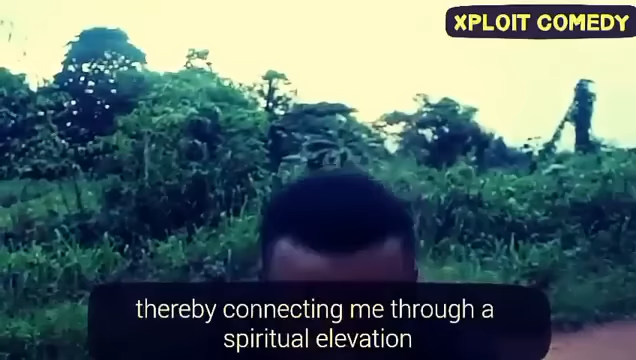 XPLOIT COMEDY
thereby connecting me through a
spiritual elevation